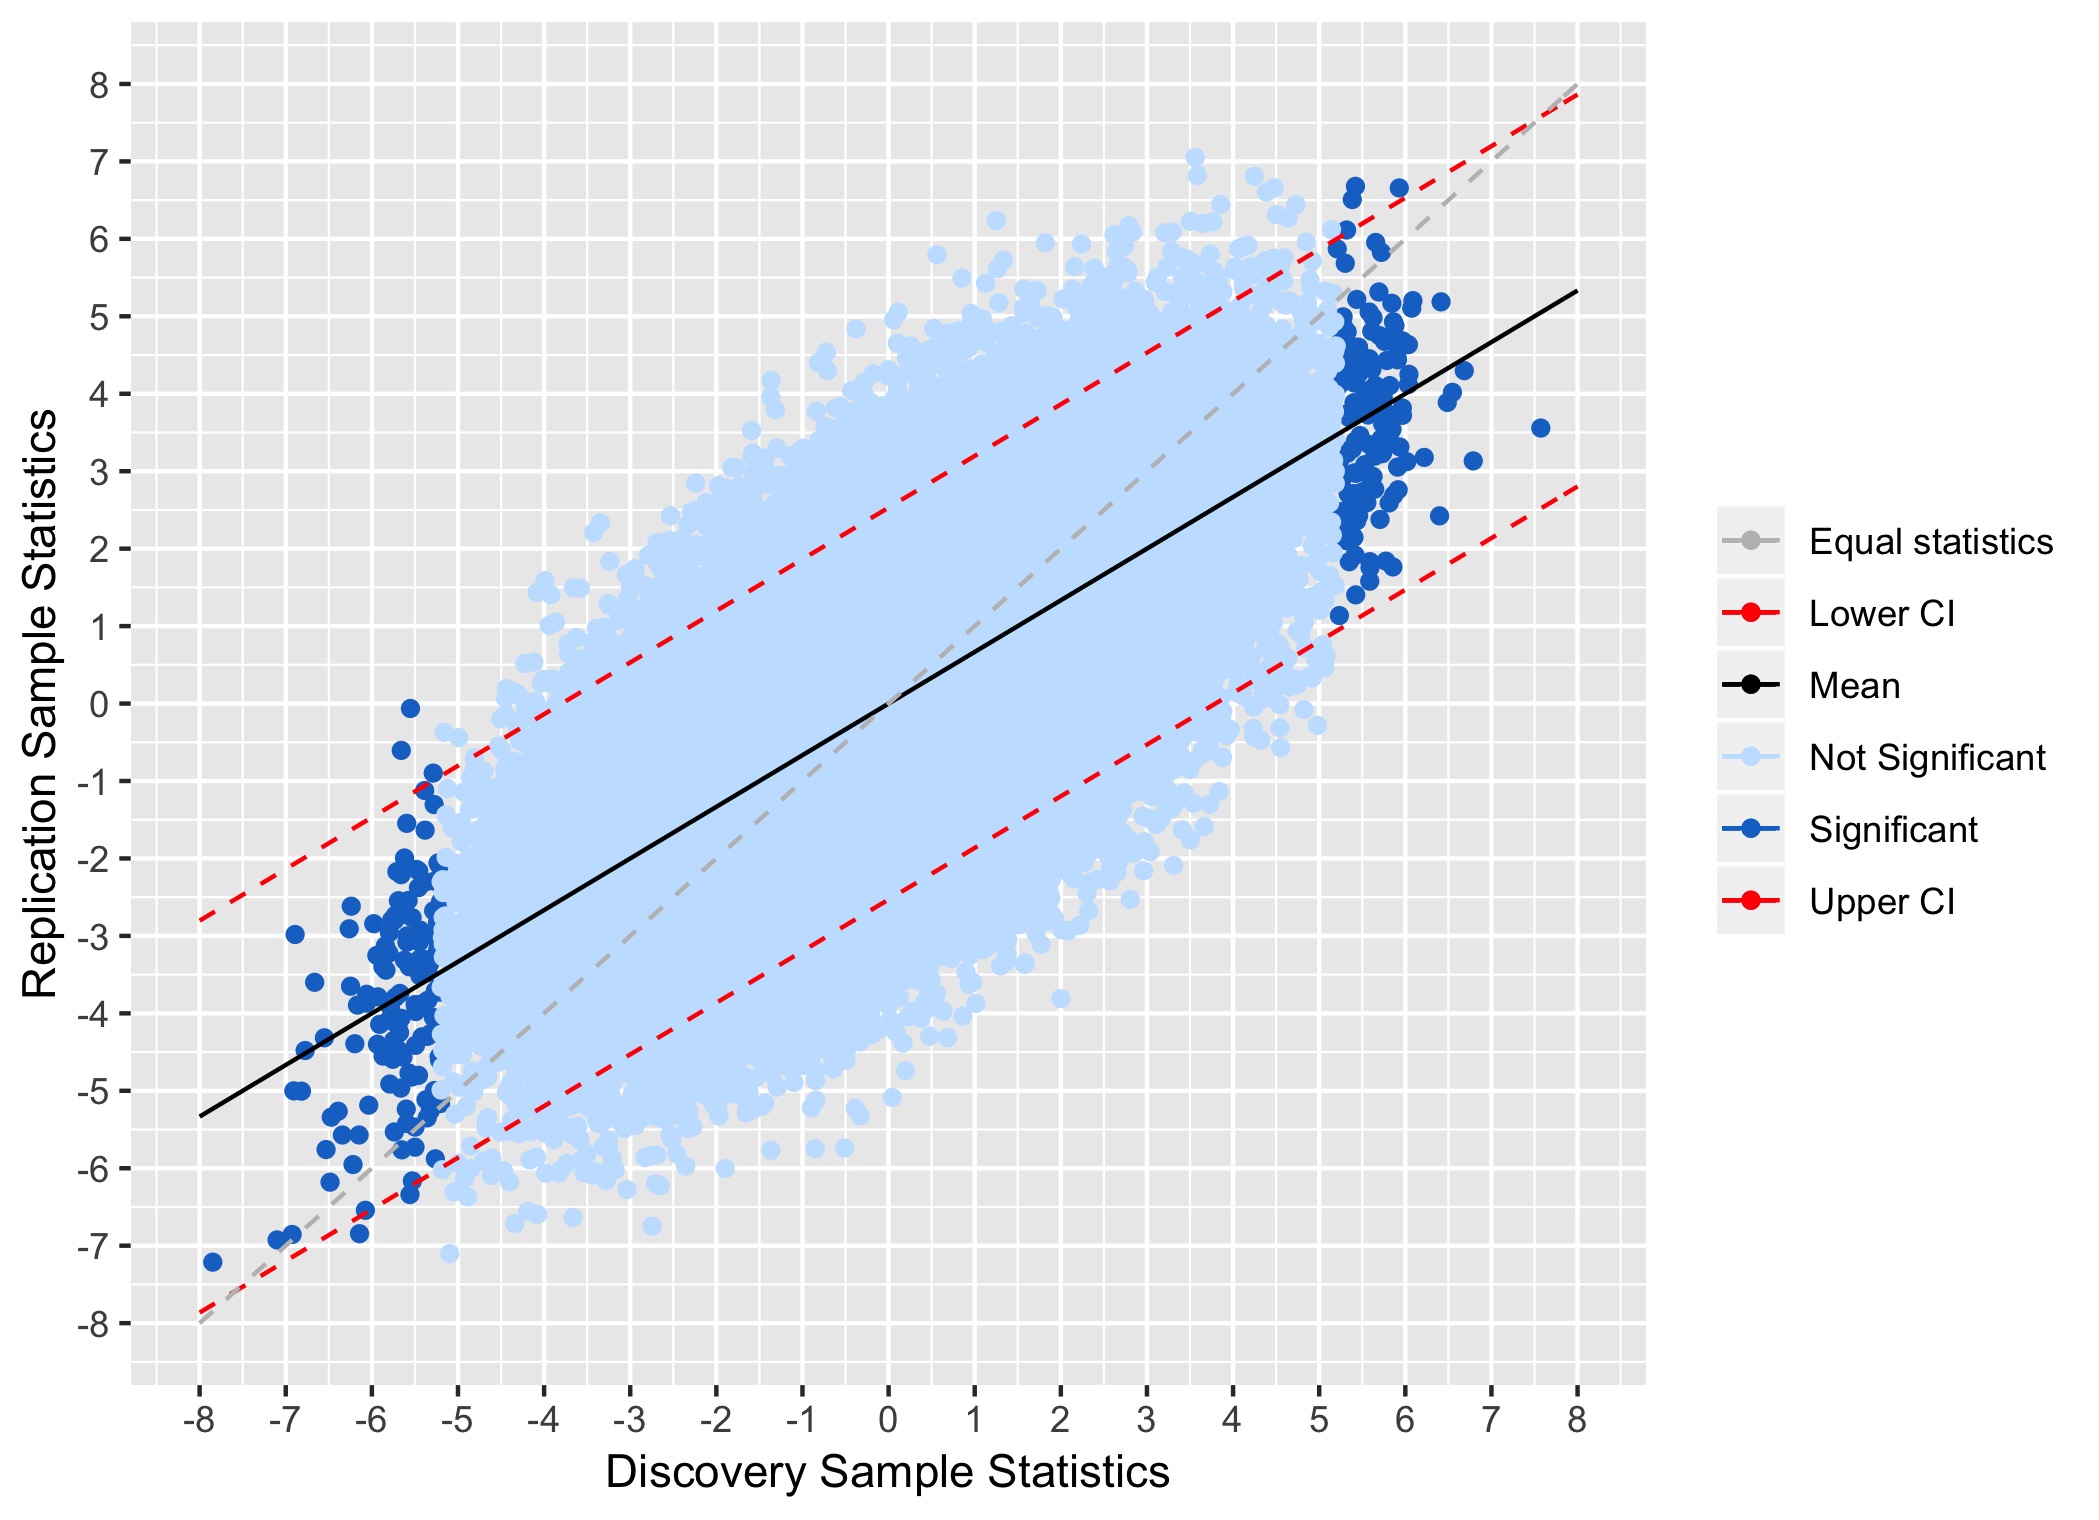 8
7
6
5
4
3
2
1
0
-1
-2
-3
-4
-5
-6
-7
-8
Replication Sample Statistics
-8 -7 -6 -5 -4 -3 -2 -1 0 1 2 3 4 5 6 7 8
Discovery Sample Statistics
Equal statistics
Lower CI
Mean
Not Significant
Significant
Upper CI